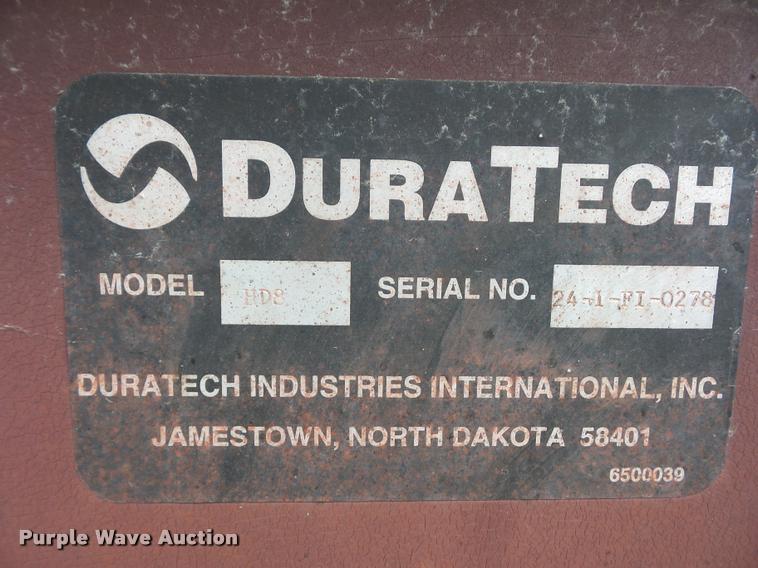 DURATECH
MODEL HD8 SERIAL NO. 24-1-FI-0278
DURATECH INDUSTRIES INTERNATIONAL, INC.
JAMESTOWN, NORTH DAKOTA 58401
6500039
Purple Wave Auction